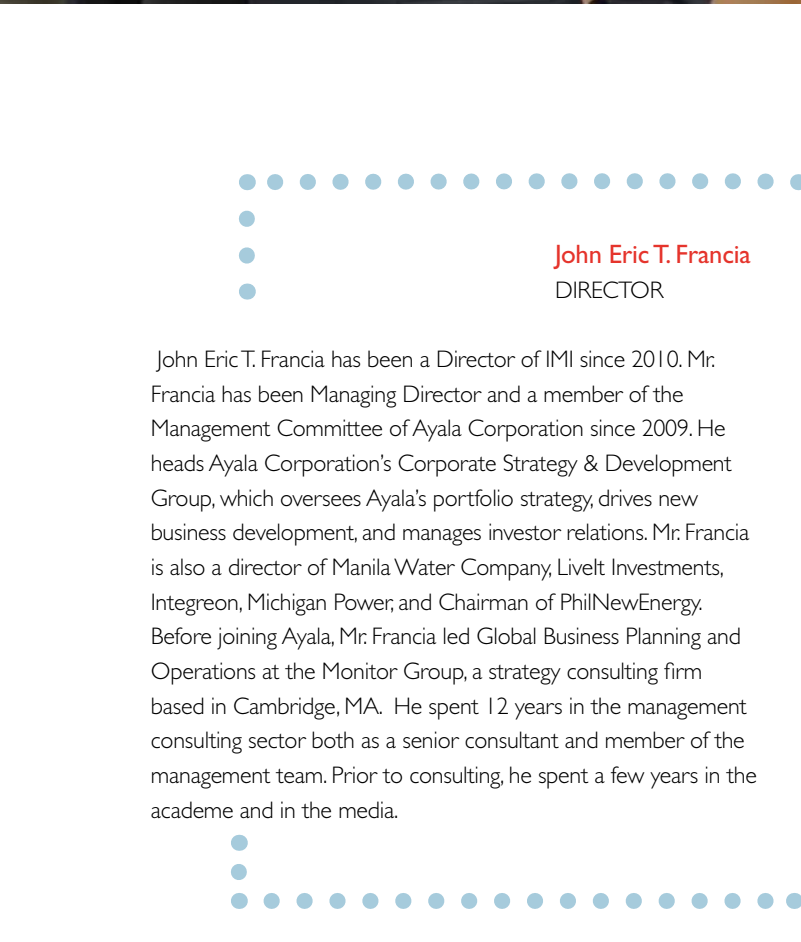 John Eric T. Francia
DIRECTOR
John Eric T. Francia has been a Director of IMI since 2010. Mr.
Francia has been Managing Director and a member of the
Management Committee of Ayala Corporation since 2009. He
heads Ayala Corporation’s Corporate Strategy & Development
Group, which oversees Ayala’s portfolio strategy, drives new
business development, and manages investor relations. Mr. Francia
is also a director of Manila Water Company, LiveIt Investments,
Integreon, Michigan Power, and Chairman of PhilNewEnergy.
Before joining Ayala, Mr. Francia led Global Business Planning and
Operations at the Monitor Group, a strategy consulting firm
based in Cambridge, MA.  He spent 12 years in the management
consulting sector both as a senior consultant and member of the
management team. Prior to consulting, he spent a few years in the
academe and in the media.